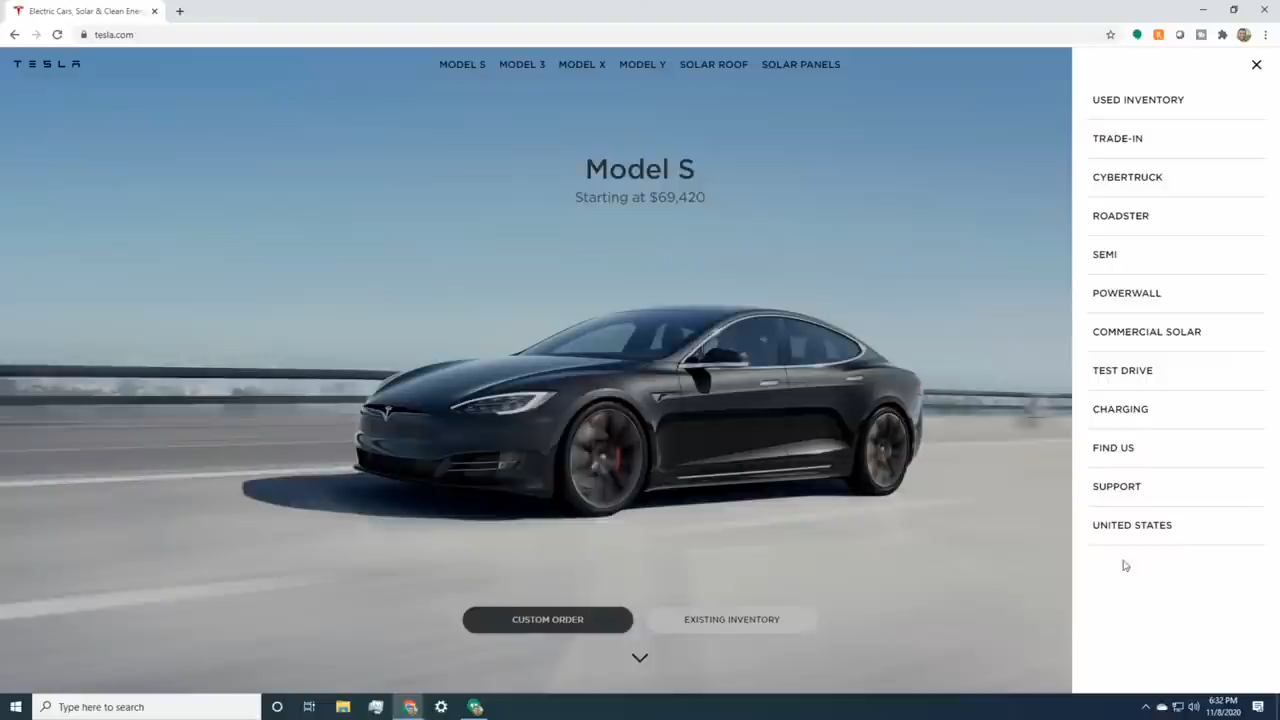 Electric Cars, Solar & Clean Ener
tesla.com
TESLA
MODEL S MODEL 3 MODEL X MODEL Y SOLAR ROOF SOLAR PANELS
Model S
Starting at $69,420
CUSTOM ORDER
EXISTING INVENTORY
USED INVENTORY
TRADE-IN
CYBERTRUCK
ROADSTER
SEMI
POWERWALL
COMMERCIAL SOLAR
TEST DRIVE
CHARGING
FIND US
SUPPORT
UNITED STATES
Type here to search
6:32 PM
11/8/2020